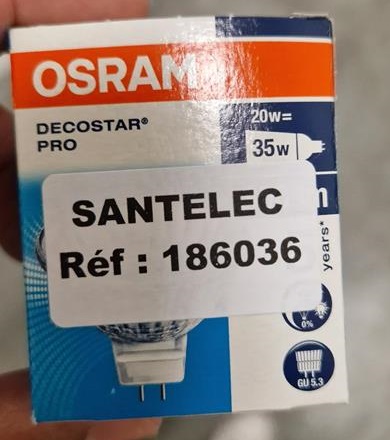 OSRAM
DECOSTAR®
PRO
20w=
35w
SANTELEC
Réf : 186036
years*
0%
GU 5.3